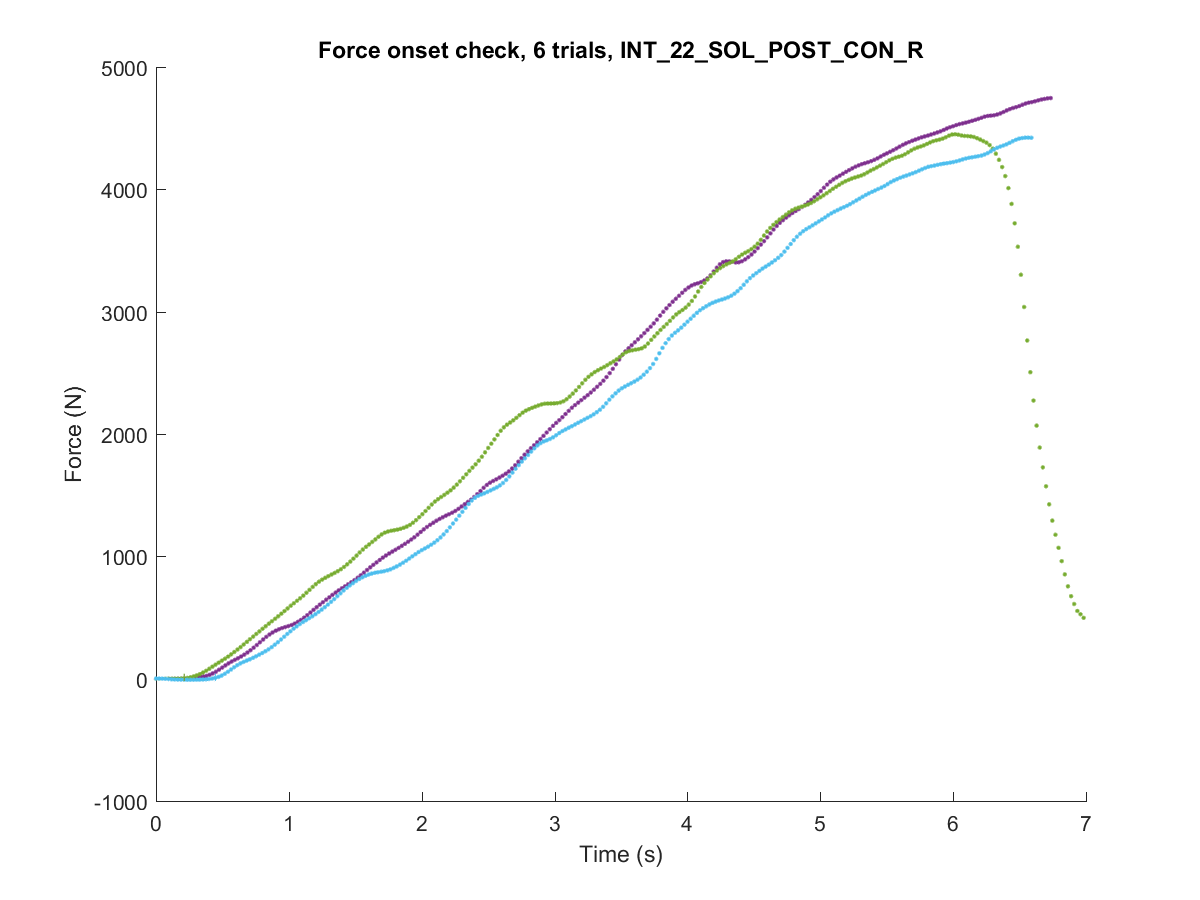 Force onset check, 6 trials, INT_22_SOL_POST_CON_R
5000
4000
3000
2000
1000
0
-1000
Force (N)
0 1 2 3 4 5 6 7
Time (s)